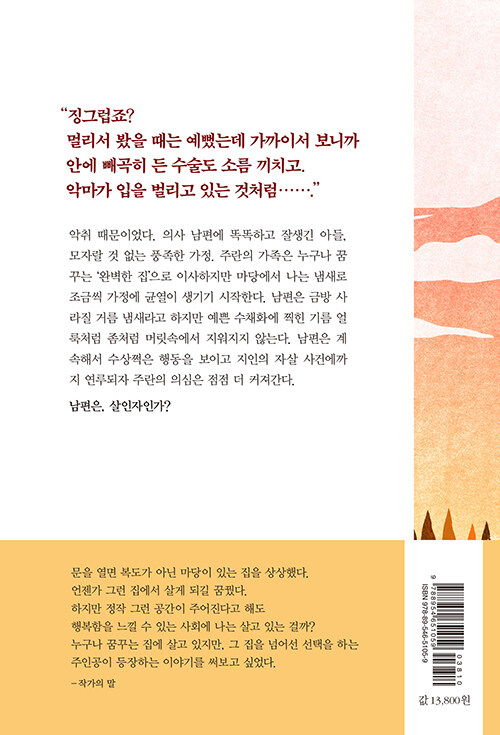 “징그럽죠?
멀리서 봤을 때는 예뻤는데 가까이서 보니까
안에 빼곡히 든 수술도 소름 끼치고.
악마가 입을 벌리고 있는 것처럼…….”
악취 때문이었다. 의사 남편에 똑똑하고 잘생긴 아들,
모자랄 것 없는 풍족한 가정. 주란의 가족은 누구나 꿈
꾸는 ‘완벽한 집’으로 이사하지만 마당에서 나는 냄새로
조금씩 가정에 균열이 생기기 시작한다. 남편은 금방 사
라질 거름 냄새라고 하지만 예쁜 수채화에 찍힌 기름 얼
룩처럼 좀처럼 머릿속에서 지워지지 않는다. 남편은 계
속해서 수상쩍은 행동을 보이고 지인의 자살 사건에까
지 연루되자 주란의 의심은 점점 더 커져간다.
남편은, 살인자인가?
문을 열면 복도가 아닌 마당이 있는 집을 상상했다.
언젠가 그런 집에서 살게 되길 꿈꿨다.
하지만 정작 그런 공간이 주어진다고 해도
행복함을 느낄 수 있는 사회에 나는 살고 있는 걸까?
누구나 꿈꾸는 집에 살고 있지만, 그 집을 넘어선 선택을 하는
주인공이 등장하는 이야기를 써보고 싶었다.
– 작가의 말
ISBN 978-89-546-5105-9
9 788954 651059
03810
값 13,800원